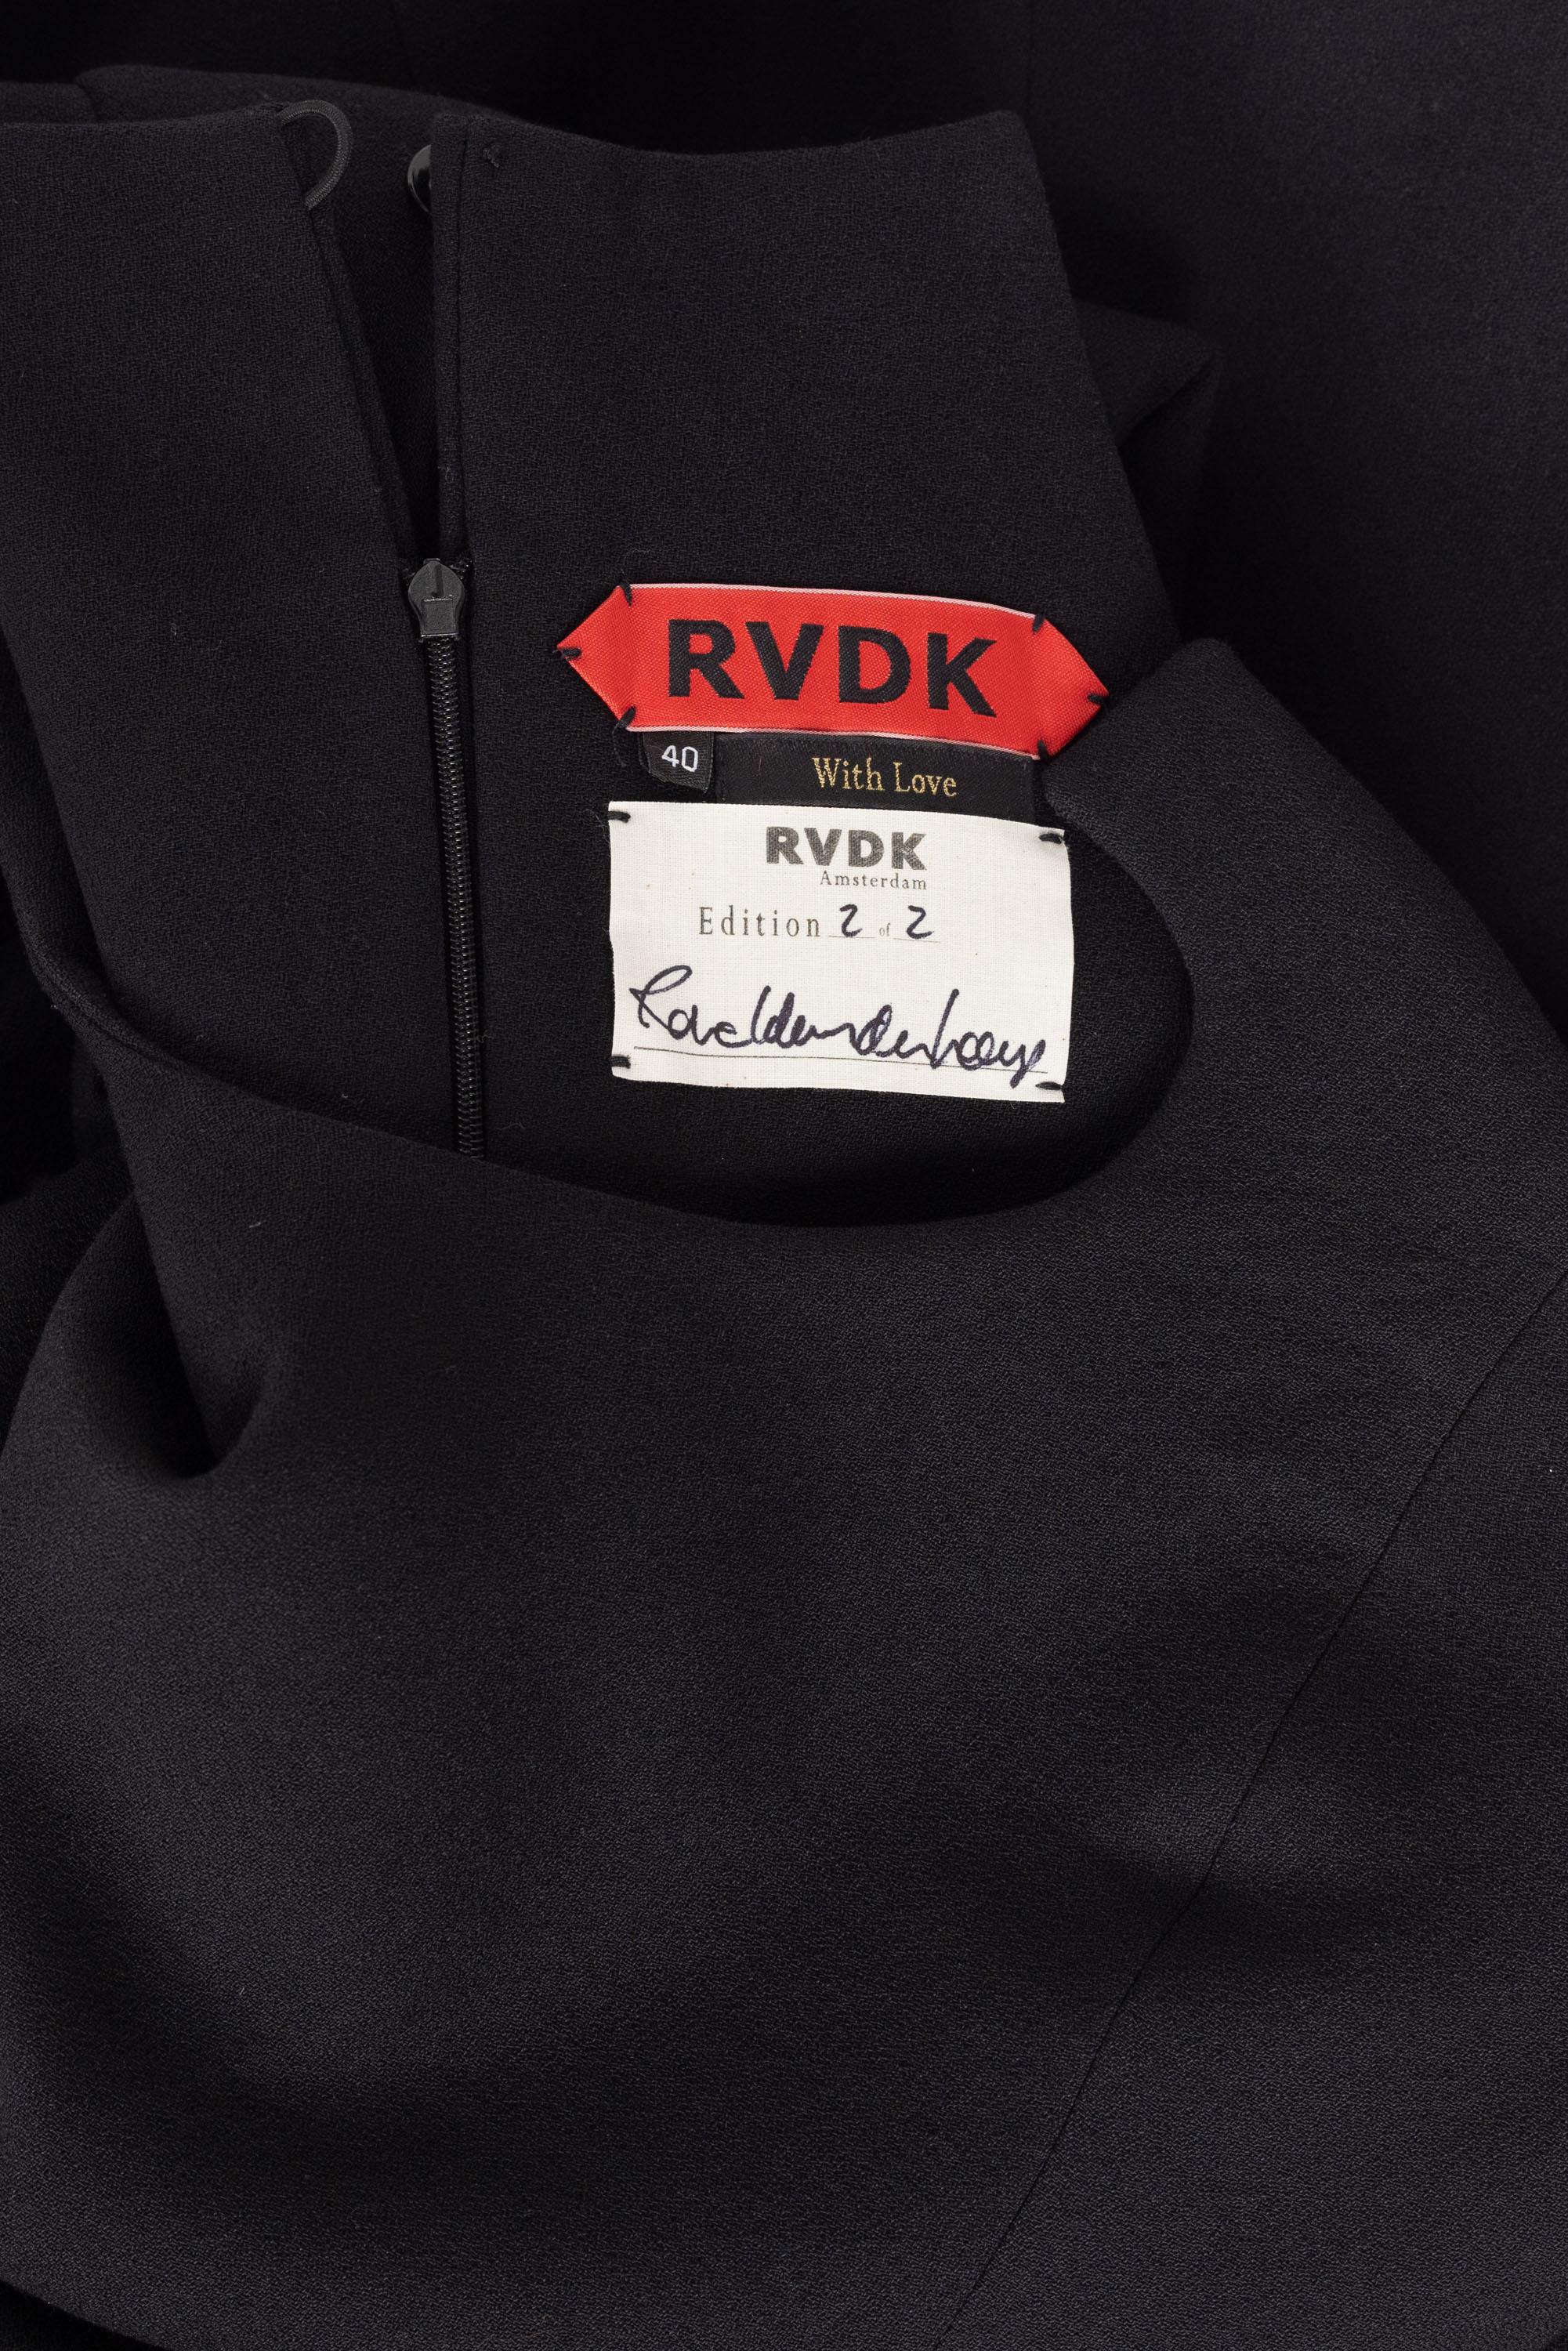 RVDK
40
With Love
RVDK
Amsterdam
Edition 2 of 2